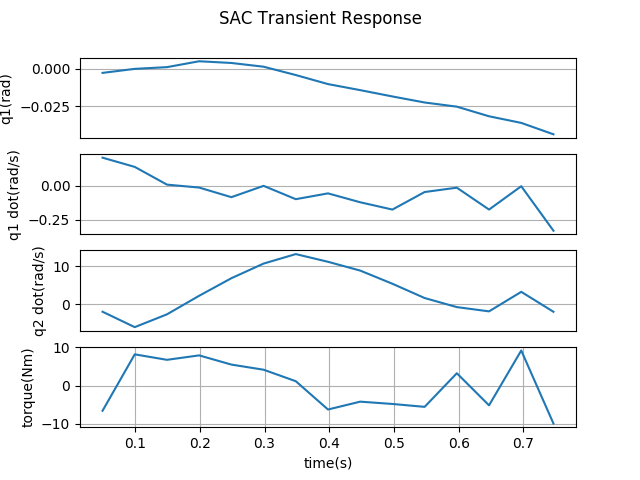 SAC Transient Response
0.000
−0.025
q1(rad)
0.00
−0.25
q1 dot(rad/s)
10
0
q2 dot(rad/s)
10
0
−10
torque(Nm)
0.1 0.2 0.3 0.4 0.5 0.6 0.7
time(s)